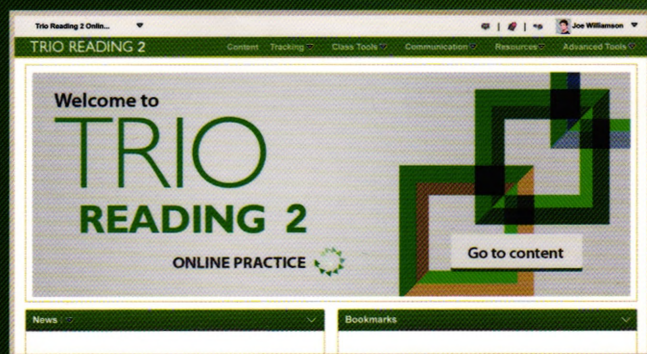 Trio Reading 2 Onlin...
Joe Williamson
TRIO READING 2
Content Tracking Class Tools Communication Resources Advanced Tools
Welcome to
TRIO
READING 2
ONLINE PRACTICE
Go to content
News
Bookmarks